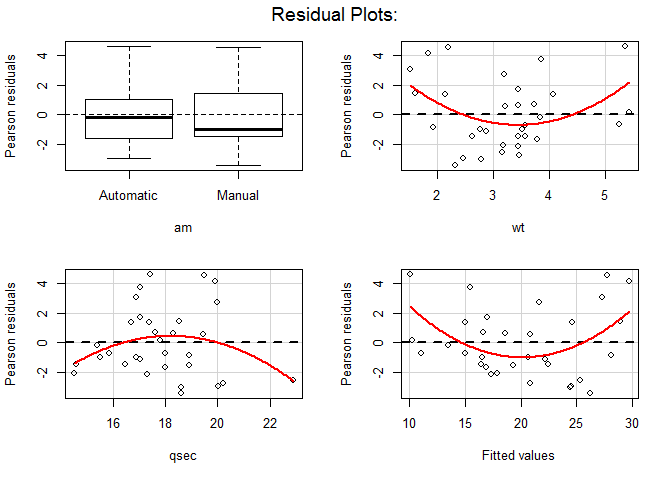 Residual Plots:
Pearson residuals
4
2
0
-2
Automatic Manual
am
Pearson residuals
4
2
0
-2
2 3 4 5
wt
Pearson residuals
4
2
0
-2
16 18 20 22
qsec
Pearson residuals
4
2
0
-2
10 15 20 25 30
Fitted values